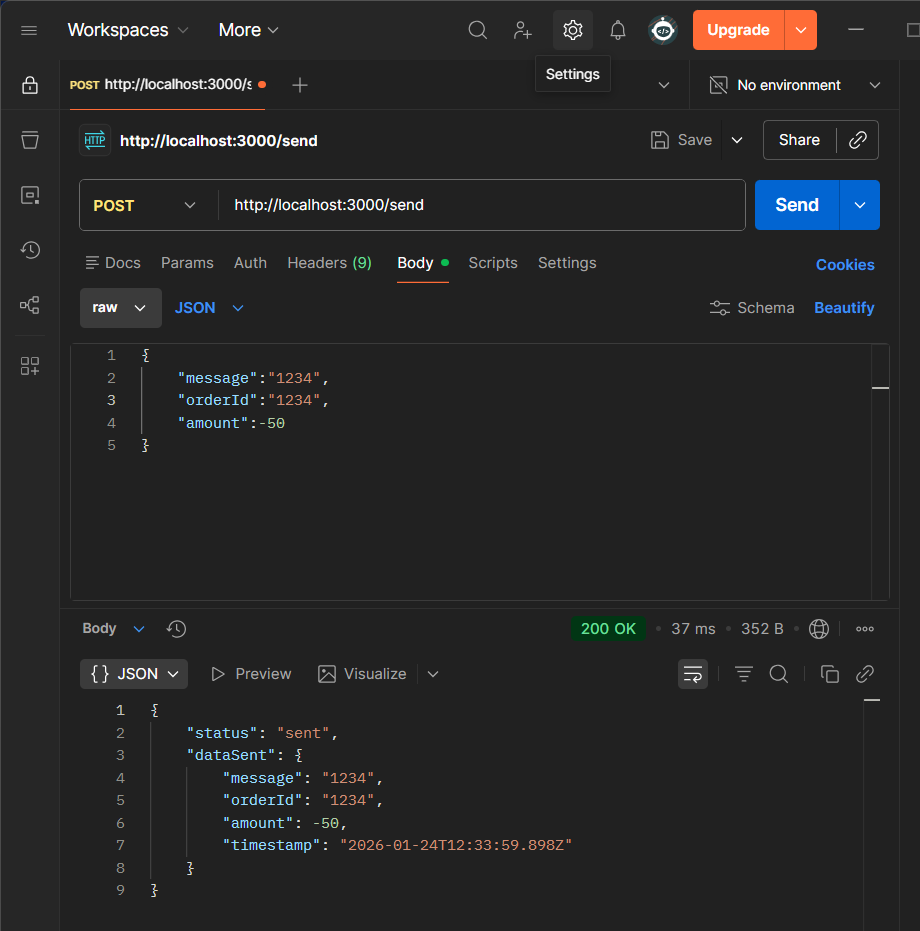 Workspaces More Upgrade
Settings
POST http://localhost:3000/s No environment
HTTP http://localhost:3000/send Save Share
POST http://localhost:3000/send Send
Docs Params Auth Headers (9) Body Scripts Settings Cookies
raw JSON Schema Beautify
1 {
2 "message":"1234",
3 "orderId":"1234",
4 "amount":-50
5 }
Body 200 OK • 37 ms • 352 B •
{} JSON Preview Visualize
1 {
2 "status": "sent",
3 "dataSent": {
4 "message": "1234",
5 "orderId": "1234",
6 "amount": -50,
7 "timestamp": "2026-01-24T12:33:59.898Z"
8 }
9 }